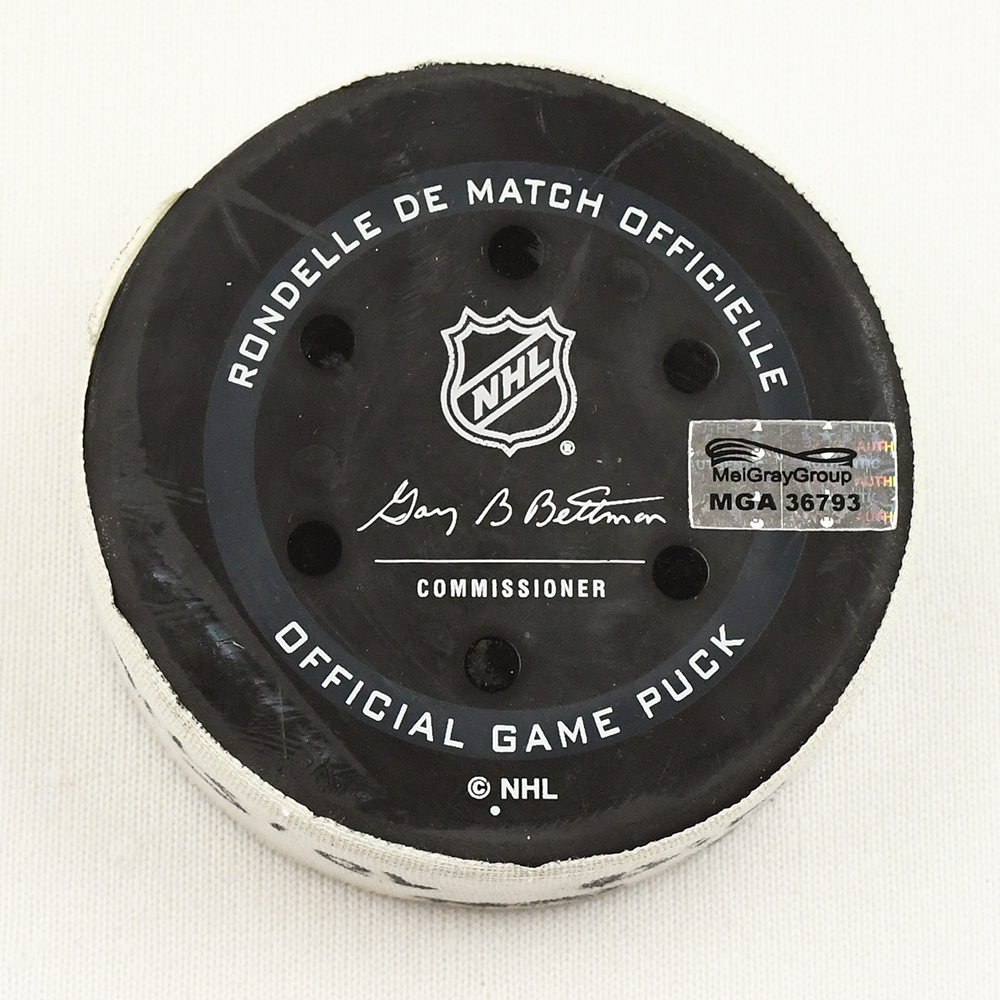 RONDELLE DE MATCH OFFICIELLE
NHL
®
Gary B Bettman
COMMISSIONER
OFFICIAL GAME PUCK
© NHL
MeiGrayGroup
MGA 36793